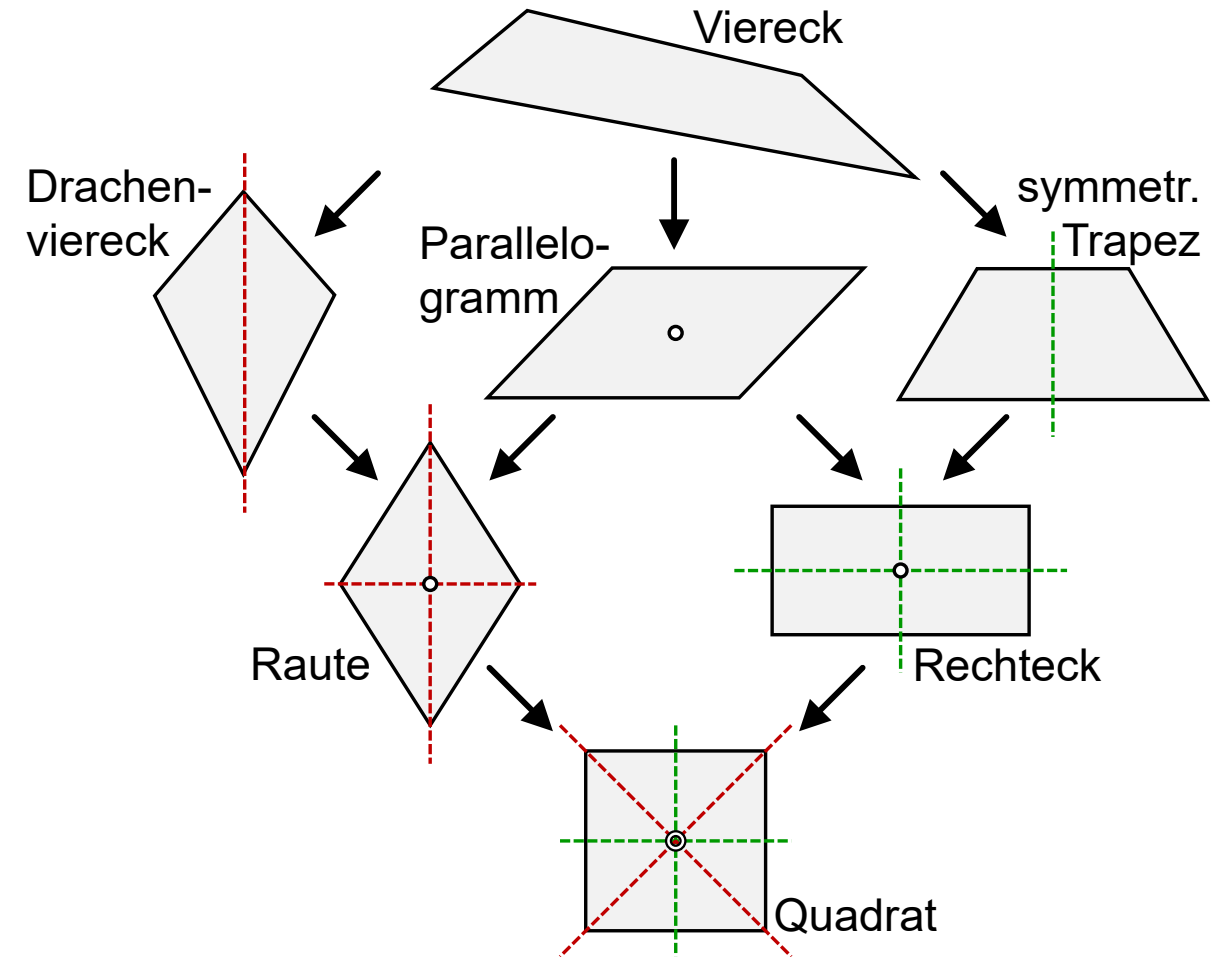 Viereck
Drachen-
viereck
Parallelo-
gramm
symmetr.
Trapez
Raute
Rechteck
Quadrat